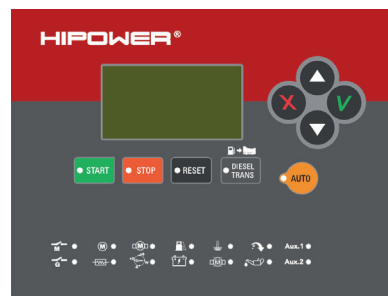 HIPOWER®
X
V
START
STOP
RESET
DIESEL
TRANS
AUTO
M
M
M
Aux.1
G
M
Aux.2